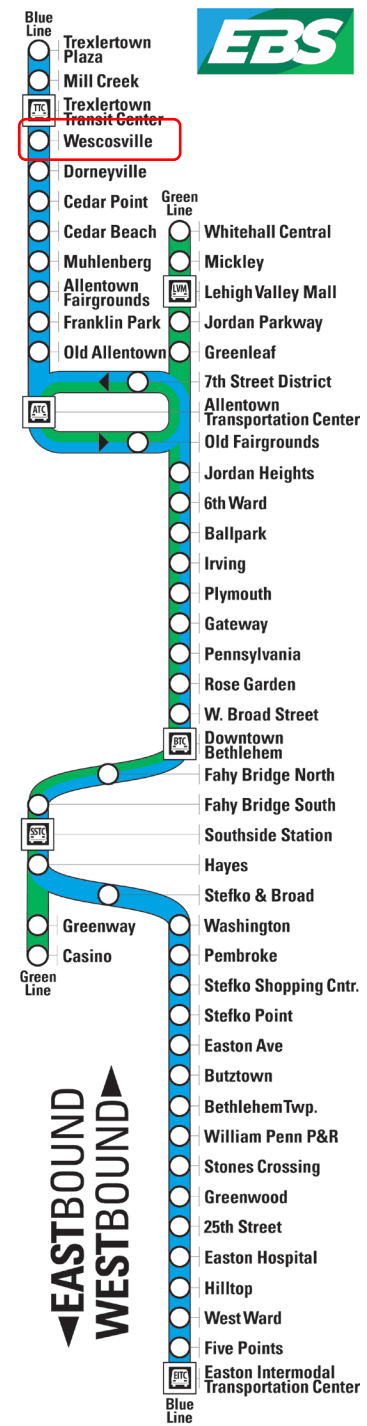 Blue
Line
EBS
Trexlertown
Plaza
Mill Creek
TTC
Trexlertown
Transit Center
Wescosville
Dorneyville
Cedar Point
Green
Line
Cedar Beach
Whitehall Central
Muhlenberg
Mickley
Allentown
Fairgrounds
LVM
Lehigh Valley Mall
Franklin Park
Jordan Parkway
Old Allentown
Greenleaf
7th Street District
ATC
Allentown
Transportation Center
Old Fairgrounds
Jordan Heights
6th Ward
Ballpark
Irving
Plymouth
Gateway
Pennsylvania
Rose Garden
W. Broad Street
BTC
Downtown
Bethlehem
Fahy Bridge North
Fahy Bridge South
SSTC
Southside Station
Hayes
Stefko & Broad
Greenway
Washington
Casino
Pembroke
Green
Line
Stefko Shopping Cntr.
Stefko Point
Easton Ave
Butztown
Bethlehem Twp.
William Penn P&R
Stones Crossing
Greenwood
25th Street
Easton Hospital
Hilltop
West Ward
Five Points
EASTBOUND
WESTBOUND
EITC
Easton Intermodal
Transportation Center
Blue
Line